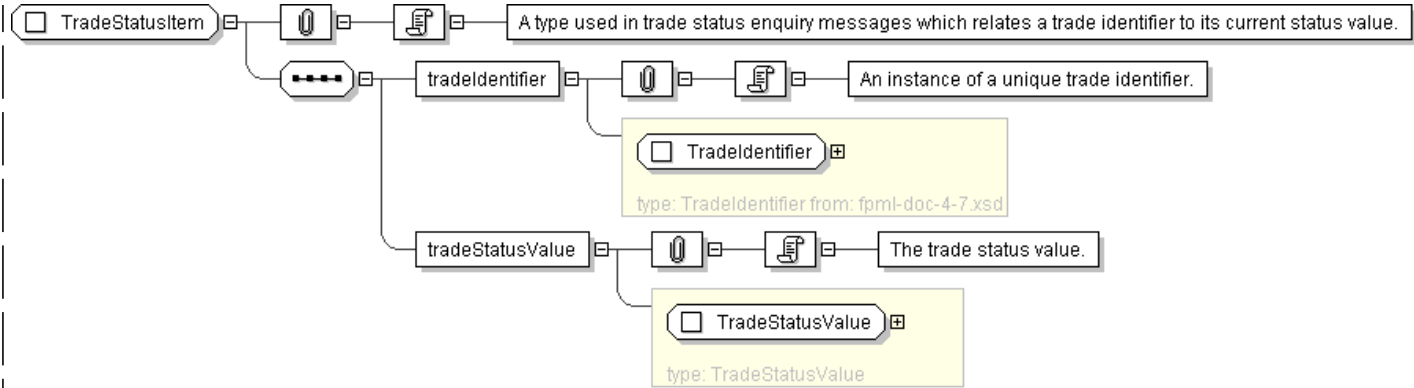 TradeStatusItem
A type used in trade status enquiry messages which relates a trade identifier to its current status value.
tradeIdentifier
An instance of a unique trade identifier.
TradeIdentifier
type: TradeIdentifier from: fpml-doc-4-7.xsd
tradeStatusValue
The trade status value.
TradeStatusValue
type: TradeStatusValue